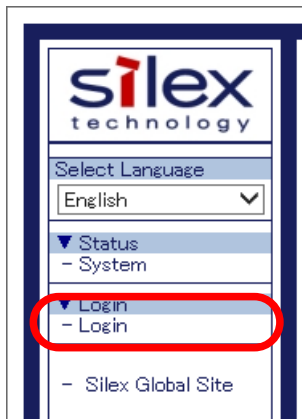 silex
technology
Select Language
English
▼ Status
- System
▼ Login
- Login
- Silex Global Site